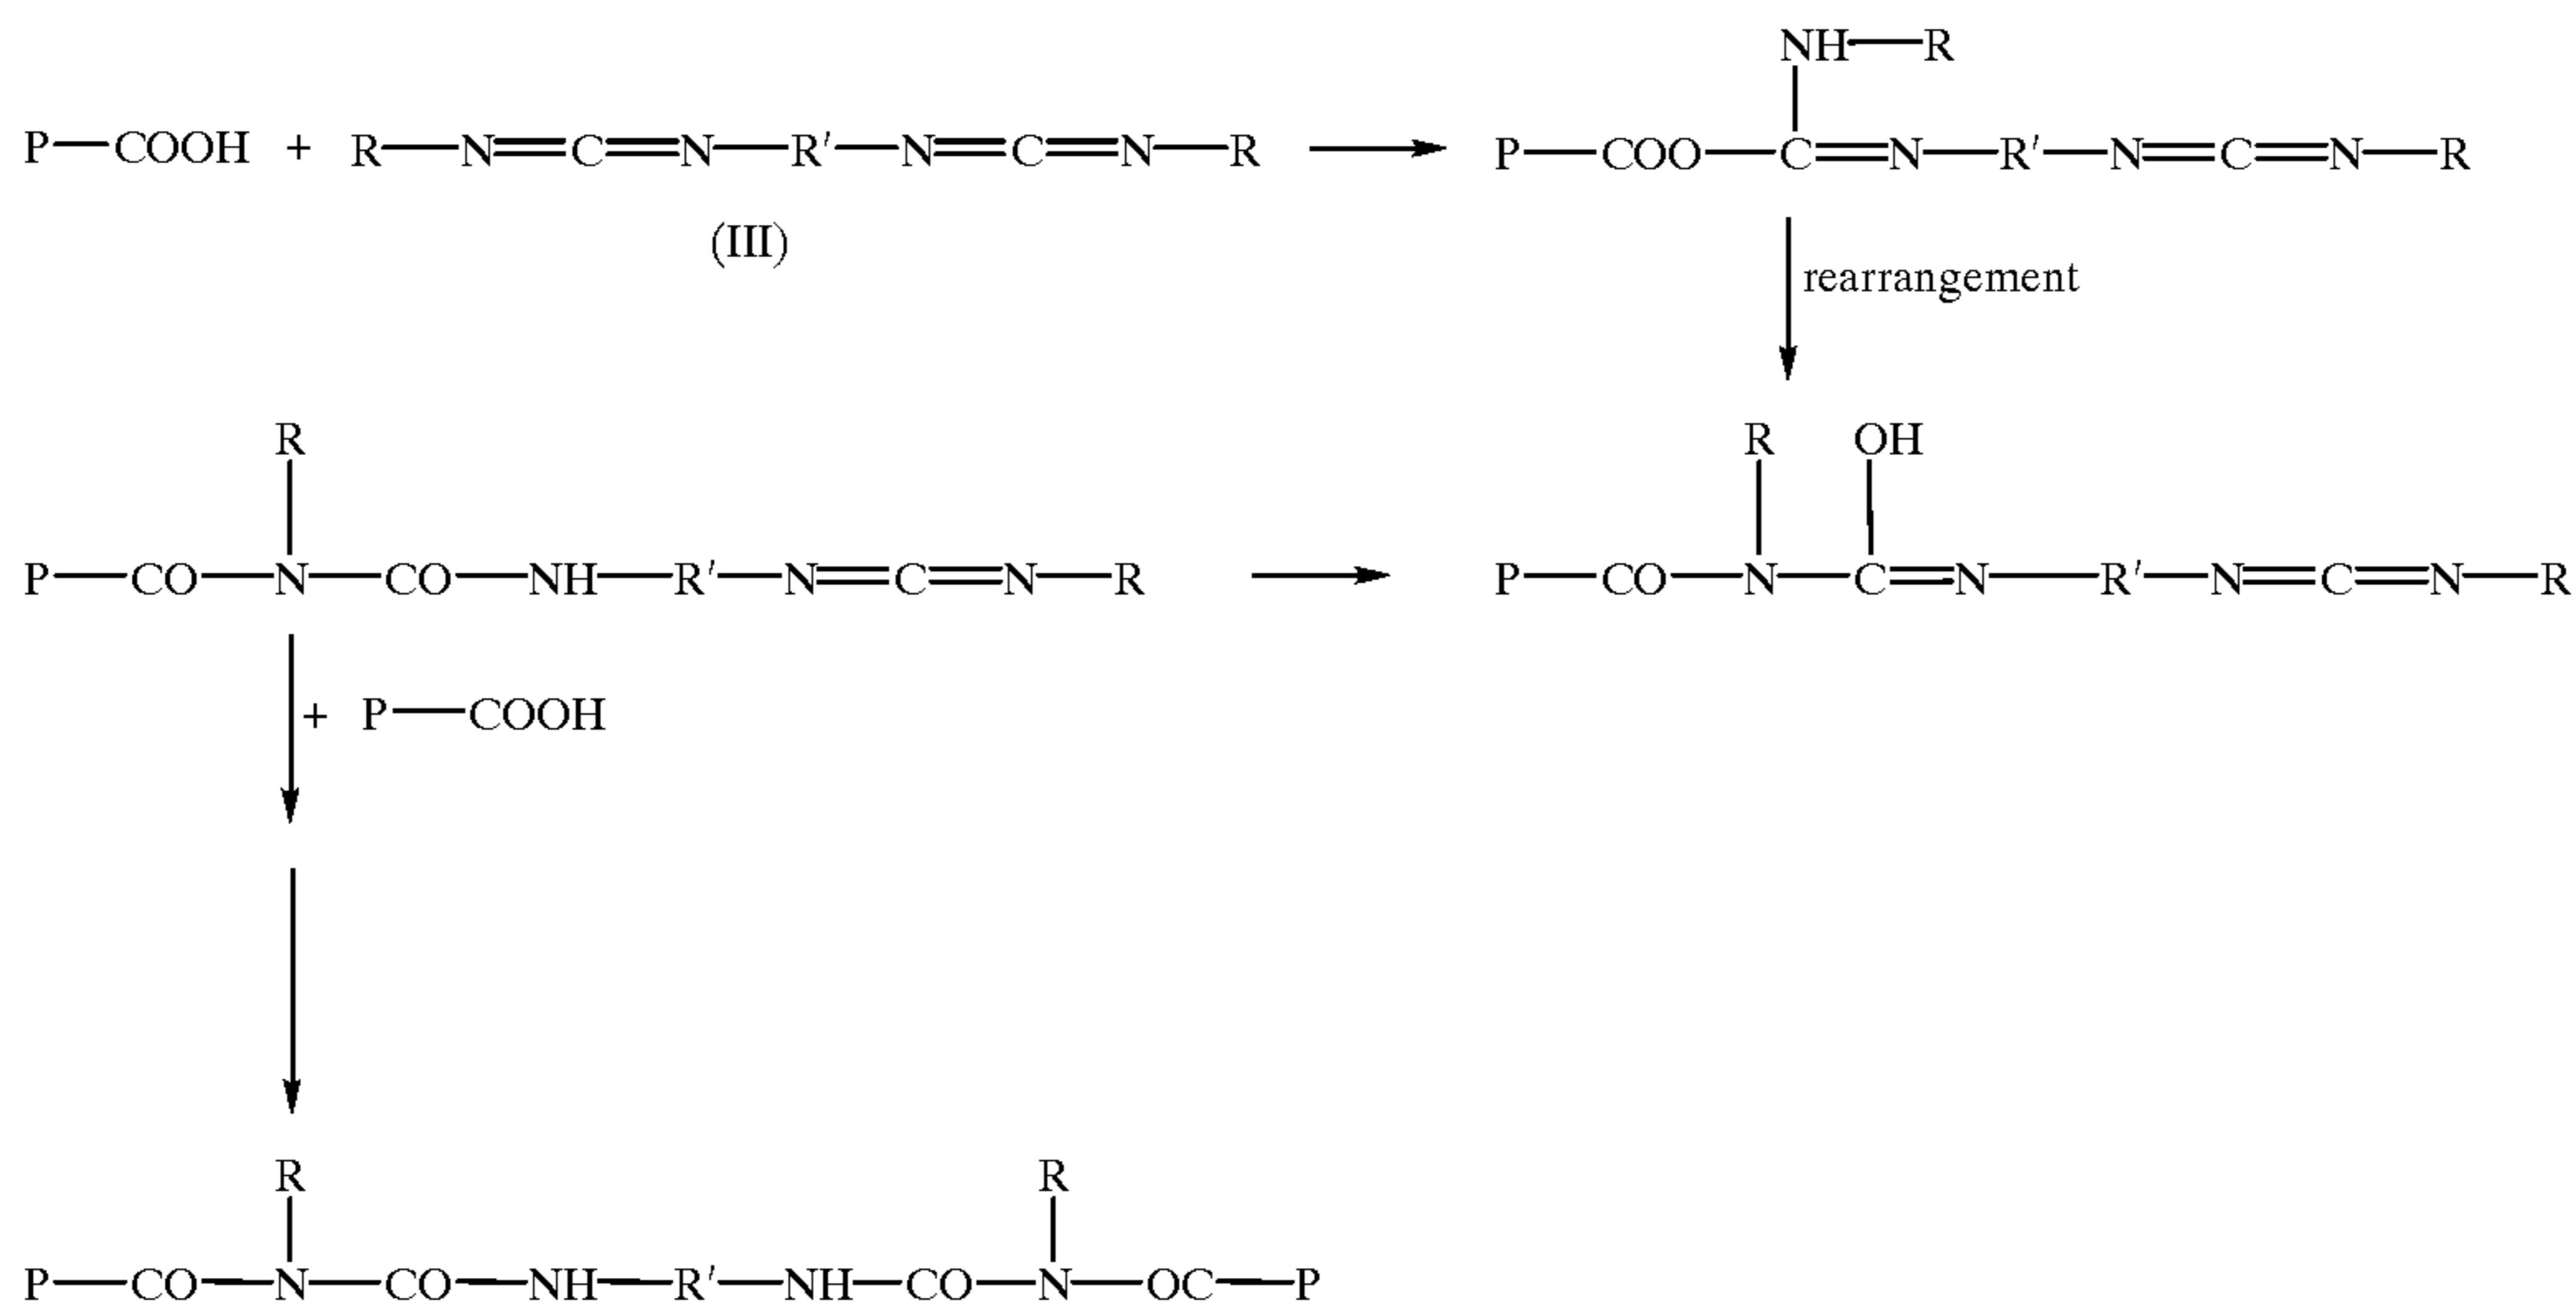 NH—R
P—COOH + R—N=C=N—R'—N=C=N—R → P—COO—C=N—R'—N=C=N—R
(III)
rearrangement
R R OH
P—CO—N—CO—NH—R'—N=C=N—R → P—CO—N—C=N—R'—N=C=N—R
+ P—COOH
R R
P—CO—N—CO—NH—R'—NH—CO—N—OC—P